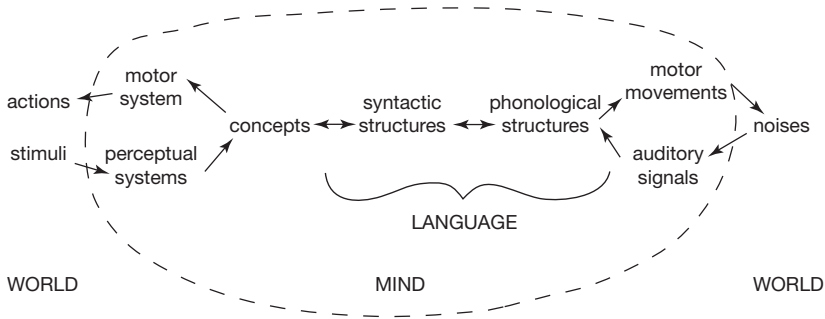 actions
motor
system
stimuli
perceptual
systems
concepts
syntactic
structures
phonological
structures
motor
movements
auditory
signals
noises
LANGUAGE
WORLD
MIND
WORLD